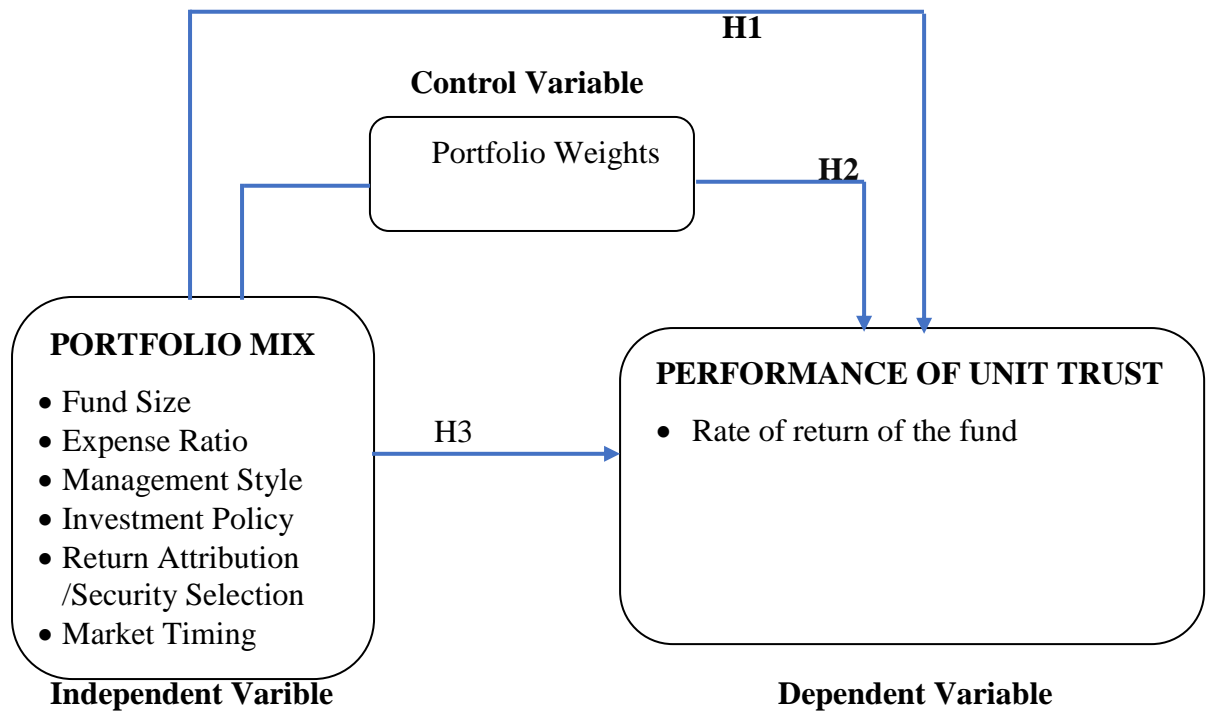 H1
Control Variable
Portfolio Weights
H2
PORTFOLIO MIX
• Fund Size
• Expense Ratio
• Management Style
• Investment Policy
• Return Attribution
/Security Selection
• Market Timing
H3
PERFORMANCE OF UNIT TRUST
• Rate of return of the fund
Independent Varible
Dependent Variable